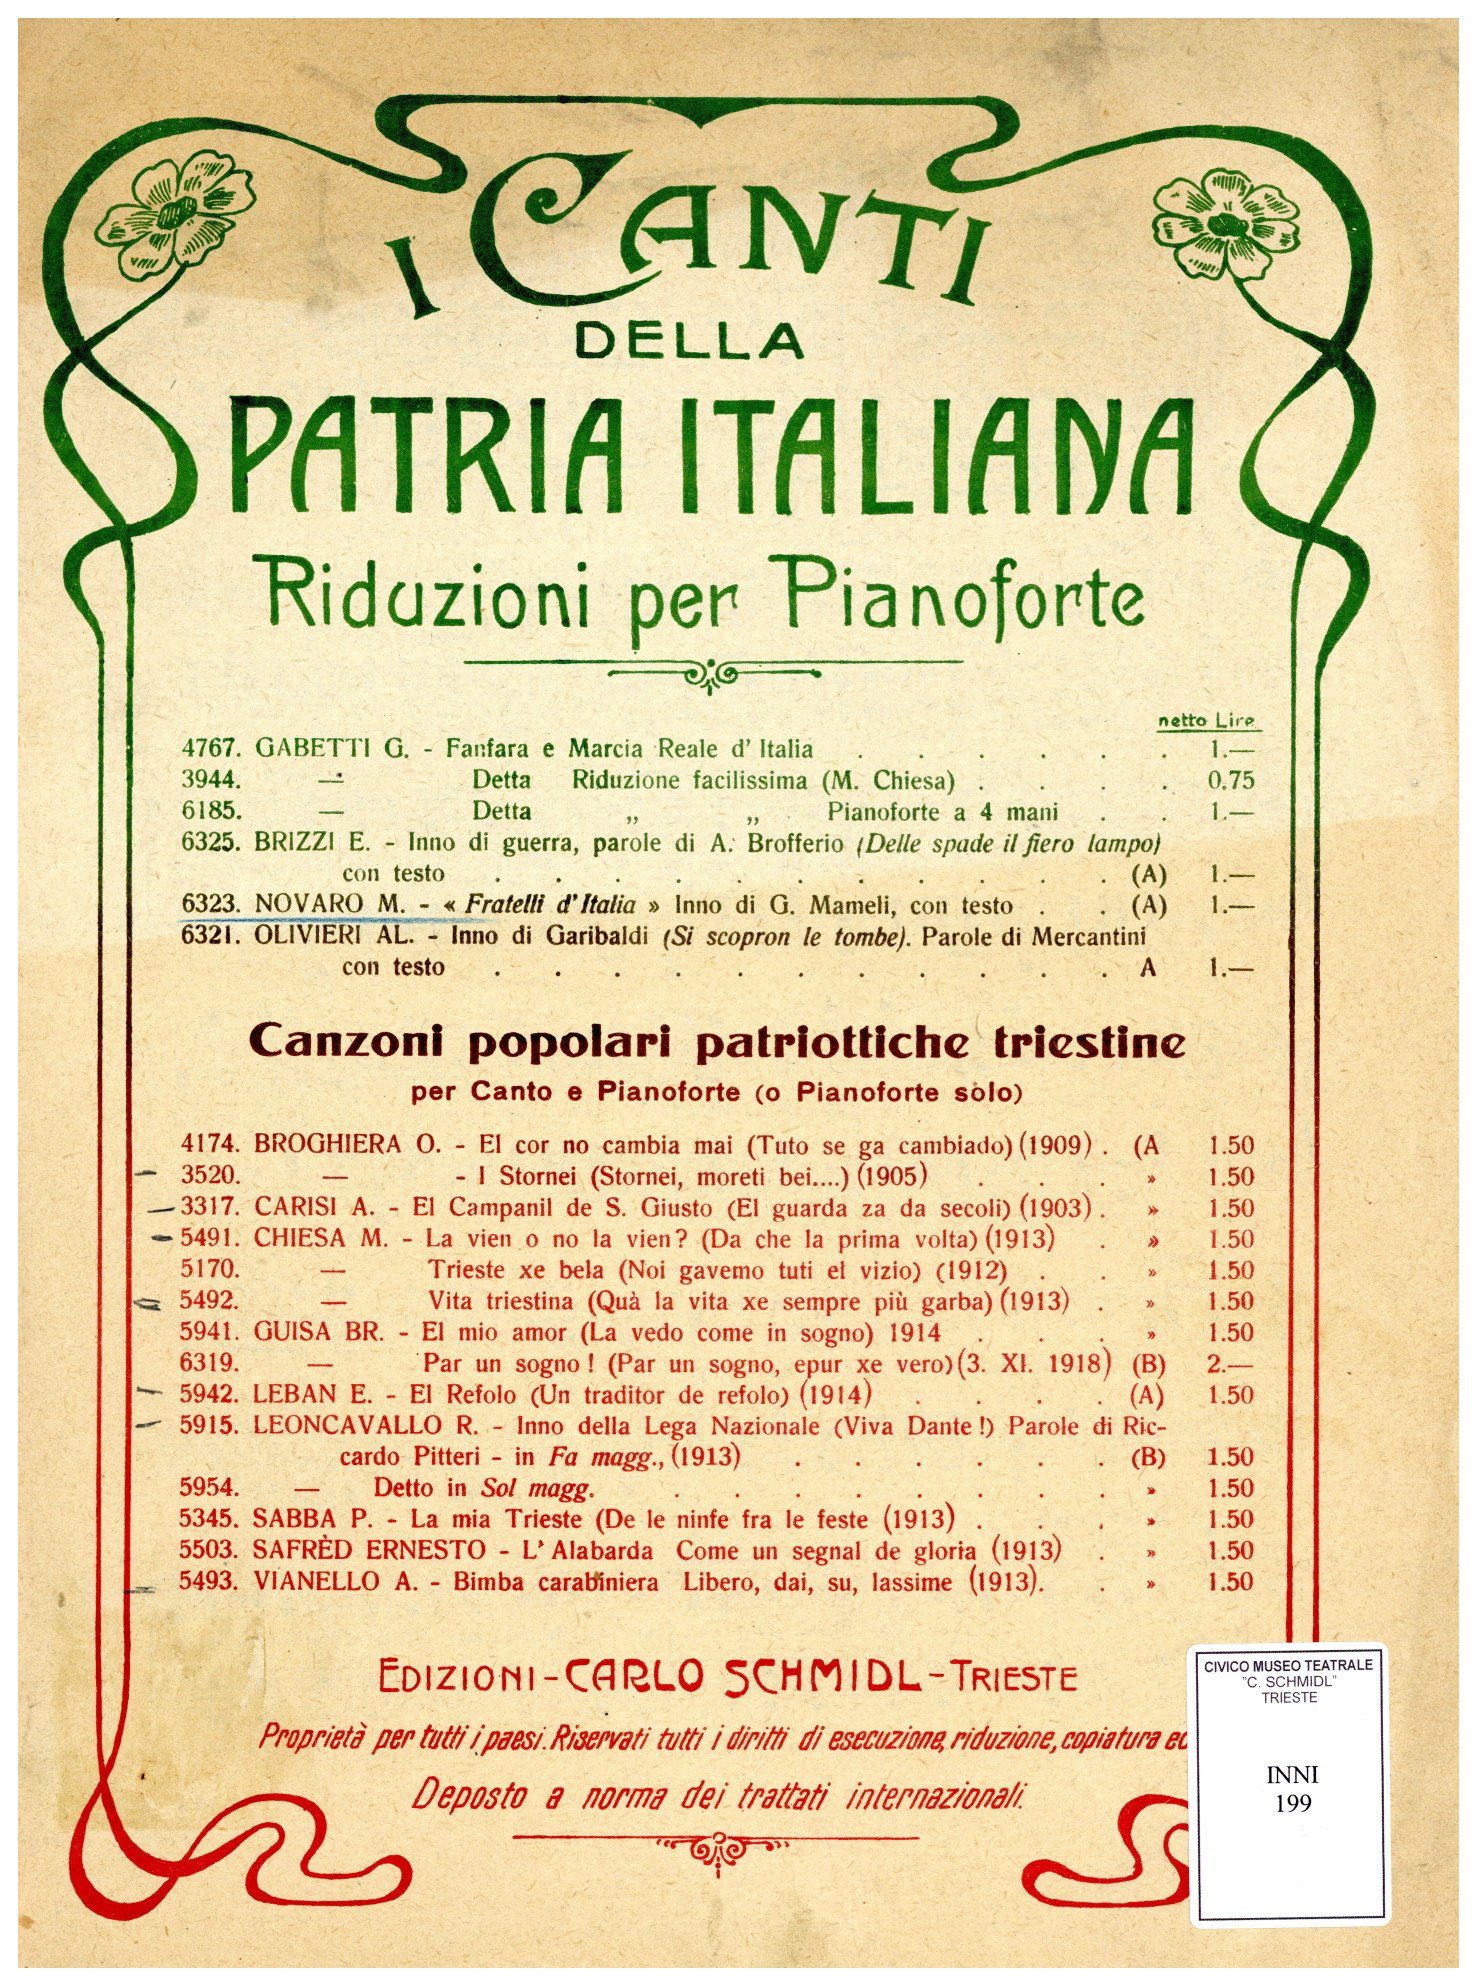 I CANTI
DELLA
PATRIA ITALIANA
Riduzioni per Pianoforte
netto Lire
4767. GABETTI G. - Fanfara e Marcia Reale d' Italia . . . . . . 1.—
3944. — Detta Riduzione facilissima (M. Chiesa) . . . . 0.75
6185. — Detta „ „ Pianoforte a 4 mani . . 1.—
6325. BRIZZI E. - Inno di guerra, parole di A. Brofferio (Delle spade il fiero lampo)
con testo . . . . . . . . . . . (A) 1.—
6323. NOVARO M. - « Fratelli d'Italia » Inno di G. Mameli, con testo . . (A) 1.—
6321. OLIVIERI AL. - Inno di Garibaldi (Si scopron le tombe). Parole di Mercantini
con testo . . . . . . . . . . . A 1.—
Canzoni popolari patriottiche triestine
per Canto e Pianoforte (o Pianoforte solo)
4174. BROGHIERA O. - El cor no cambia mai (Tuto se ga cambiado) (1909) . (A 1.50
3520. — - I Stornei (Stornei, moreti bei....) (1905) . . . » 1.50
3317. CARISI A. - El Campanil de S. Giusto (El guarda za da secoli) (1903) . » 1.50
5491. CHIESA M. - La vien o no la vien? (Da che la prima volta) (1913) . » 1.50
5170. — Trieste xe bela (Noi gavemo tuti el vizio) (1912) . . » 1.50
5492. — Vita triestina (Quà la vita xe sempre più garba) (1913) . » 1.50
5941. GUISA BR. - El mio amor (La vedo come in sogno) 1914 . . . » 1.50
6319. — Par un sogno! (Par un sogno, epur xe vero) (3. XI. 1918) (B) 2.—
5942. LEBAN E. - El Refolo (Un traditor de refolo) (1914) . . . . (A) 1.50
5915. LEONCAVALLO R. - Inno della Lega Nazionale (Viva Dante!) Parole di Ric-
cardo Pitteri - in Fa magg., (1913) . . . . . . (B) 1.50
5954. — Detto in Sol magg. . . . . . . . . » 1.50
5345. SABBA P. - La mia Trieste (De le ninfe fra le feste (1913) . . . » 1.50
5503. SAFRÈD ERNESTO - L' Alabarda Come un segnal de gloria (1913) . » 1.50
5493. VIANELLO A. - Bimba carabiniera Libero, dai, su, lassime (1913). . » 1.50
EDIZIONI-CARLO SCHMIDL-TRIESTE
Proprietà per tutti i paesi. Riservati tutti i diritti di esecuzione, riduzione, copiatura ec
Deposto a norma dei trattati internazionali.
CIVICO MUSEO TEATRALE
"C. SCHMIDL"
TRIESTE
INNI
199